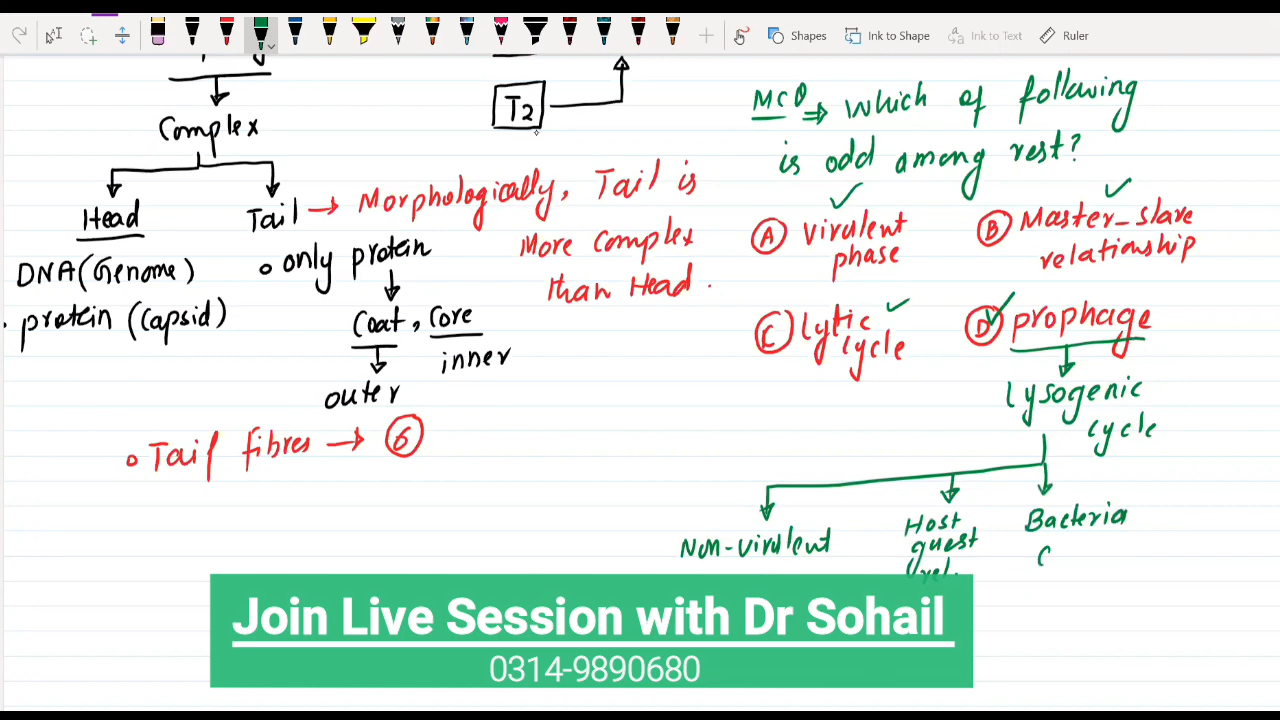 Shapes
Ink to Shape
Ink to Text
Ruler
Complex
Head
DNA (Genome)
protein (Capsid)
Tail → Morphologically, Tail is
More complex
than Head.
only protein
Coat, Core
inner
outer
Tail fibres → 6
T2
MCQ ⇒ Which of following
is odd among rest?
A Virulent
phase
B Master-slave
relationship
C Lytic
cycle
D prophage
Lysogenic
cycle
Non-virulent
Host
guest
rel.
Bacteria
C
Join Live Session with Dr Sohail
0314-9890680